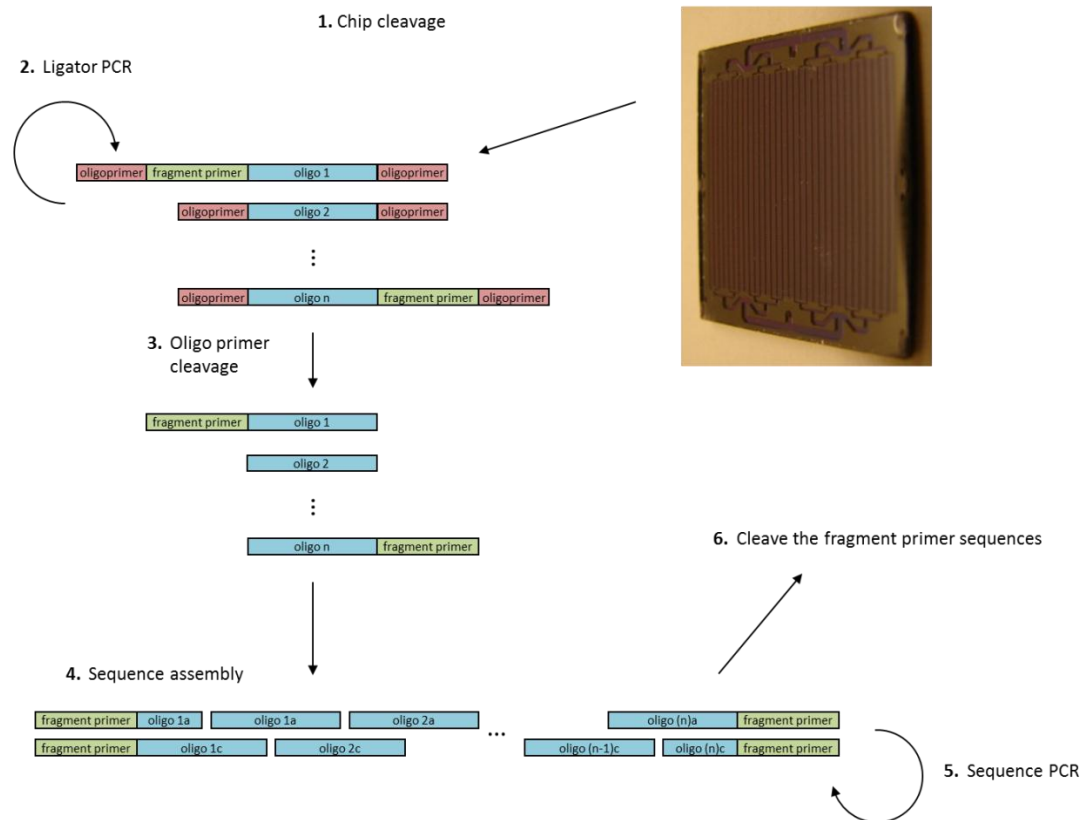 1. Chip cleavage
2. Ligator PCR
oligoprimer fragment primer oligo 1 oligoprimer
oligoprimer oligo 2 oligoprimer
⋮
oligoprimer oligo n fragment primer oligoprimer
3. Oligo primer
cleavage
fragment primer oligo 1
oligo 2
⋮
oligo n fragment primer
6. Cleave the fragment primer sequences
4. Sequence assembly
fragment primer oligo 1a oligo 1a oligo 2a ... oligo (n)a fragment primer
fragment primer oligo 1c oligo 2c oligo (n-1)c oligo (n)c fragment primer
5. Sequence PCR